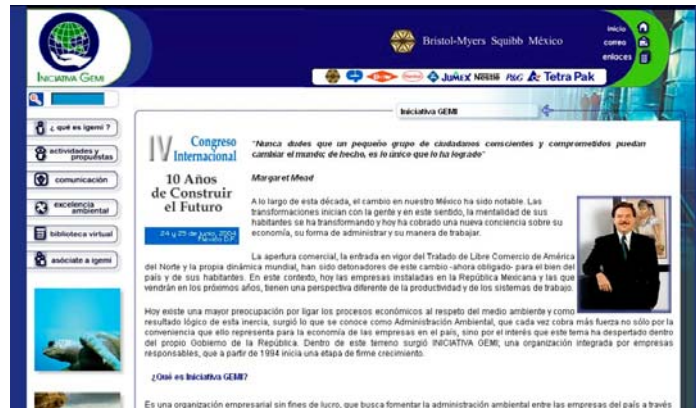 INICIATIVA GEMI
Bristol-Myers Squibb México
inicio
correo
enlaces
JUMEX Nestlé P&G Tetra Pak
Iniciativa GEMI
¿ qué es igemi ?
actividades y
propuestas
comunicación
excelencia
ambiental
biblioteca virtual
asóciate a igemi
IV Congreso
Internacional
10 Años
de Construir
el Futuro
24 y 25 de junio, 2004
México D.F.
"Nunca dudes que un pequeño grupo de ciudadanos conscientes y comprometidos puedan
cambiar el mundo; de hecho, es lo único que lo ha logrado"
Margaret Mead
A lo largo de esta década, el cambio en nuestro México ha sido notable. Las
transformaciones inician con la gente y en este sentido, la mentalidad de sus
habitantes se ha transformando y hoy ha cobrado una nueva conciencia sobre su
economía, su forma de administrar y su manera de trabajar.
La apertura comercial, la entrada en vigor del Tratado de Libre Comercio de América
del Norte y la propia dinámica mundial, han sido detonadores de este cambio -ahora obligado- para el bien del
país y de sus habitantes. En este contexto, hoy las empresas instaladas en la República Mexicana y las que
vendrán en los próximos años, tienen una perspectiva diferente de la productividad y de los sistemas de trabajo.
Hoy existe una mayor preocupación por ligar los procesos económicos al respeto del medio ambiente y como
resultado lógico de esta inercia, surgió lo que se conoce como Administración Ambiental, que cada vez cobra más fuerza no sólo por la
conveniencia que ello representa para la economía de las empresas en el país, sino por el interés que este tema ha despertado dentro
del propio Gobierno de la República. Dentro de este terreno surgió INICIATIVA GEMI; una organización integrada por empresas
responsables, que a partir de 1994 inicia una etapa de firme crecimiento.
¿Qué es Iniciativa GEMI?
Es una organización empresarial sin fines de lucro, que busca fomentar la administración ambiental entre las empresas del país a través